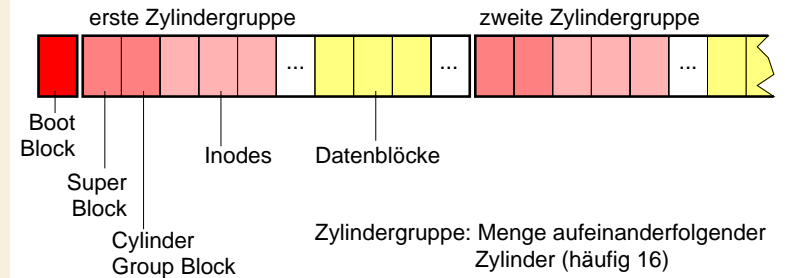 erste Zylindergruppe
zweite Zylindergruppe
...
...
...
Boot
Block
Inodes
Datenblöcke
Super
Block
Cylinder
Group Block
Zylindergruppe: Menge aufeinanderfolgender
Zylinder (häufig 16)